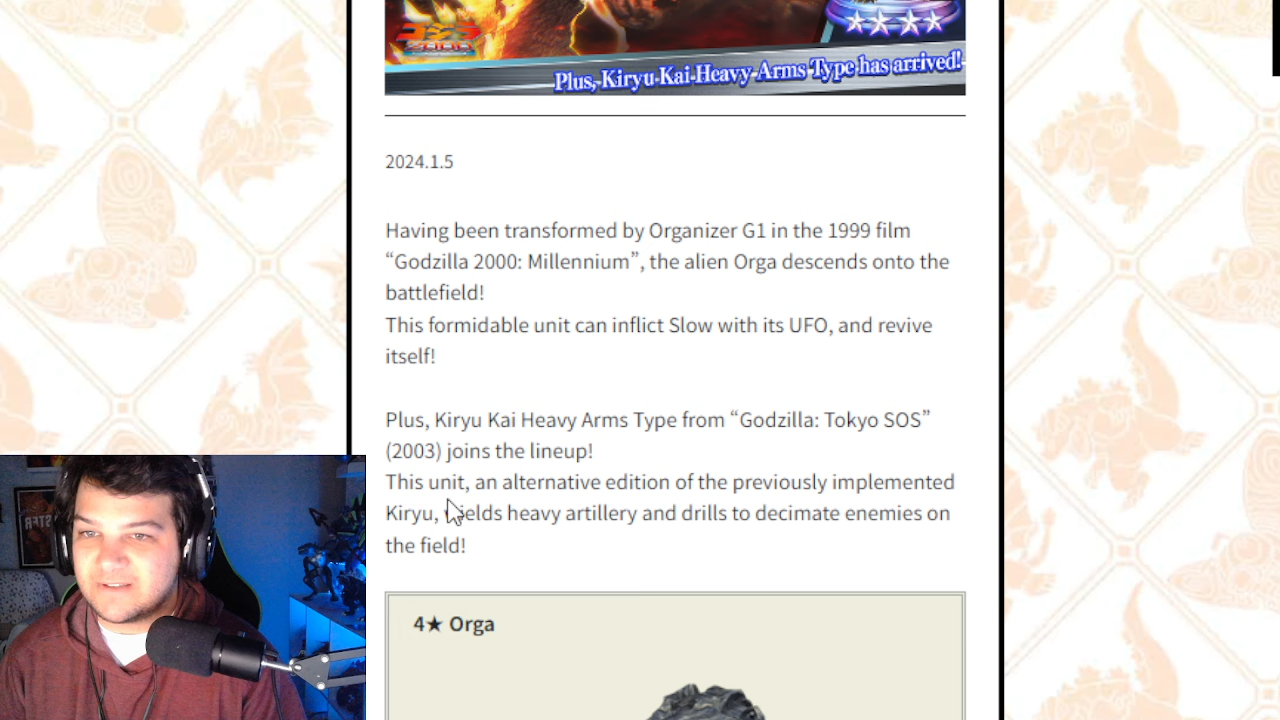 ゴジラ
2000
Plus, Kiryu Kai Heavy Arms Type has arrived!
2024.1.5
Having been transformed by Organizer G1 in the 1999 film
“Godzilla 2000: Millennium”, the alien Orga descends onto the
battlefield!
This formidable unit can inflict Slow with its UFO, and revive
itself!
Plus, Kiryu Kai Heavy Arms Type from “Godzilla: Tokyo SOS”
(2003) joins the lineup!
This unit, an alternative edition of the previously implemented
Kiryu, wields heavy artillery and drills to decimate enemies on
the field!
4★ Orga